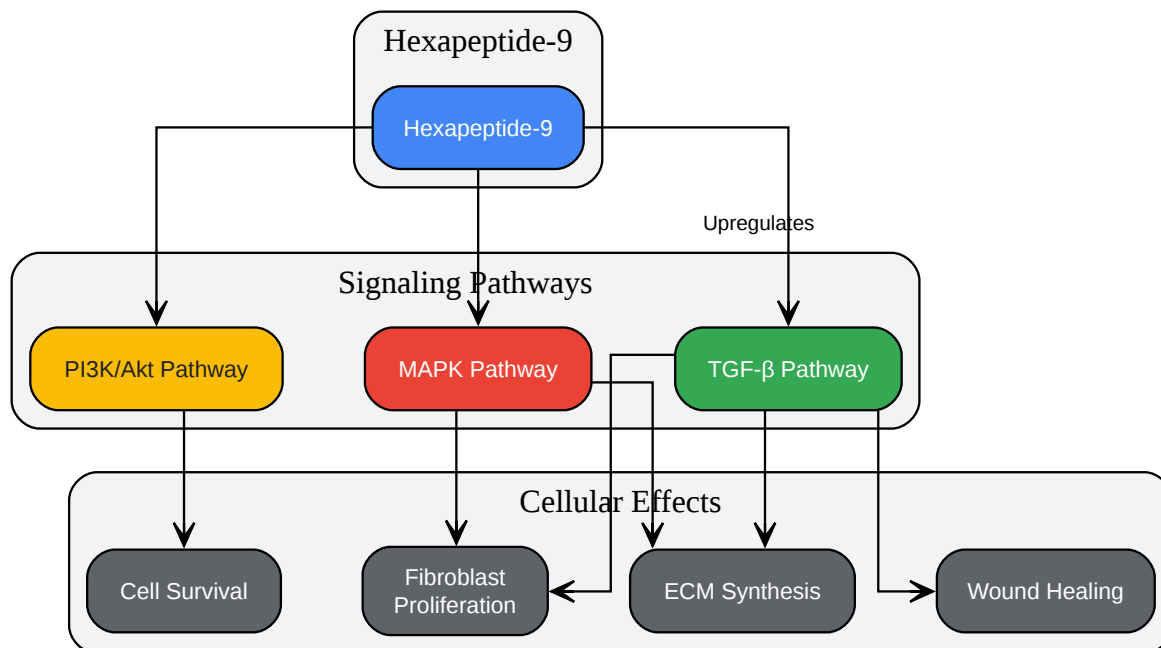 Hexapeptide-9
Hexapeptide-9
Upregulates
Signaling Pathways
PI3K/Akt Pathway
MAPK Pathway
TGF-β Pathway
Cellular Effects
Cell Survival
Fibroblast
Proliferation
ECM Synthesis
Wound Healing